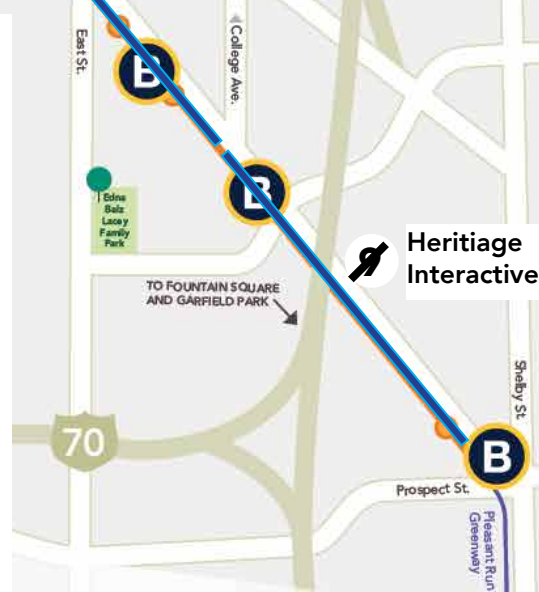 East St.
College Ave.
B
B
Edna
Balz
Lacey
Family
Park
Heritiage
Interactive
TO FOUNTAIN SQUARE
AND GARFIELD PARK
70
Shelby St.
B
Prospect St.
Pleasant Run
Greenway